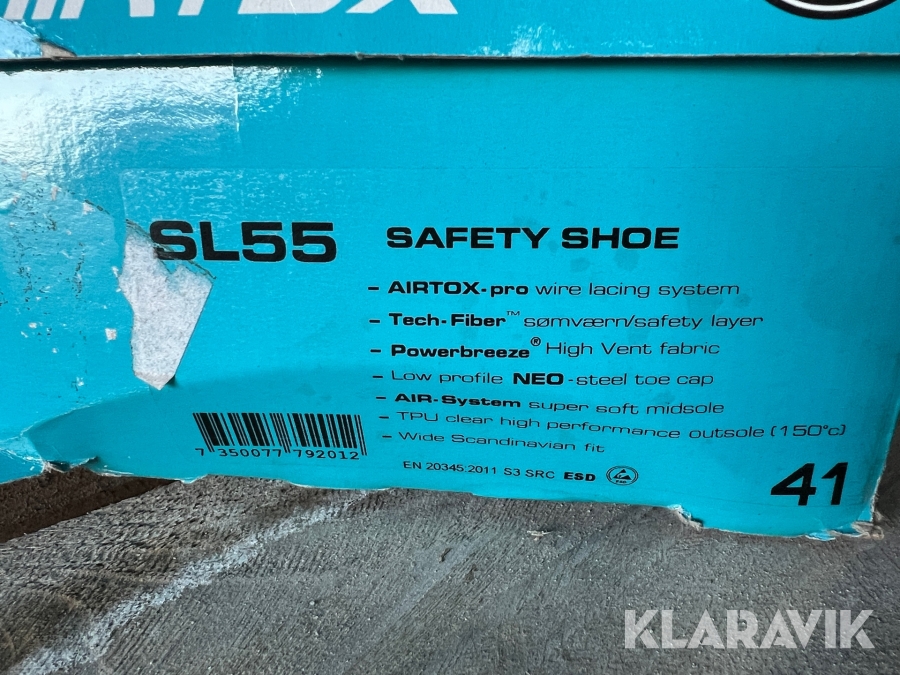 AIRTOX
SL55 SAFETY SHOE
- AIRTOX-pro wire lacing system
- Tech-Fiber™ sømværn/safety layer
- Powerbreeze® High Vent fabric
- Low profile NEO-steel toe cap
- AIR-System super soft midsole
- TPU clear high performance outsole (150°c)
- Wide Scandinavian fit
7 350077 792012
EN 20345:2011 S3 SRC ESD
41
KLARAVIK